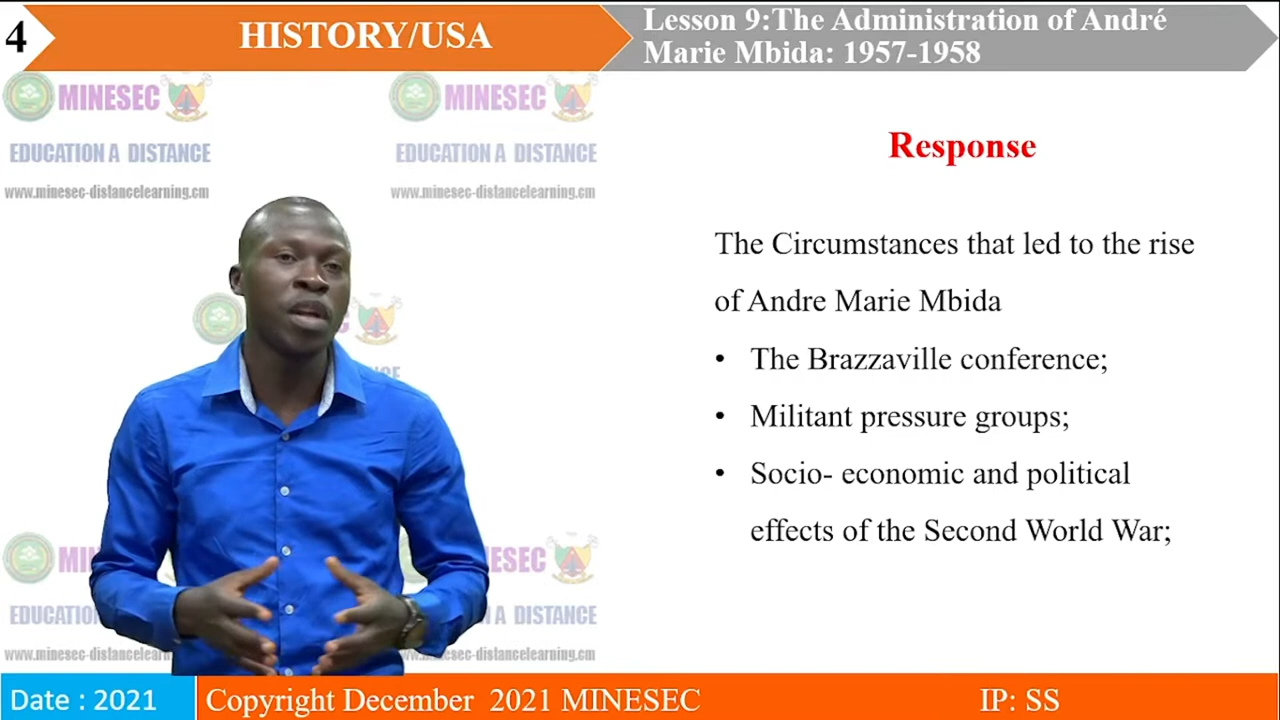 4
HISTORY/USA
Lesson 9:The Administration of André
Marie Mbida: 1957-1958
MINESEC
MINESEC
EDUCATION A DISTANCE
EDUCATION A DISTANCE
www.minesec-distancelearning.cm
www.minesec-distancelearning.cm
Response
The Circumstances that led to the rise
of Andre Marie Mbida
• The Brazzaville conference;
• Militant pressure groups;
• Socio- economic and political
effects of the Second World War;
Date : 2021
Copyright December 2021 MINESEC
IP: SS